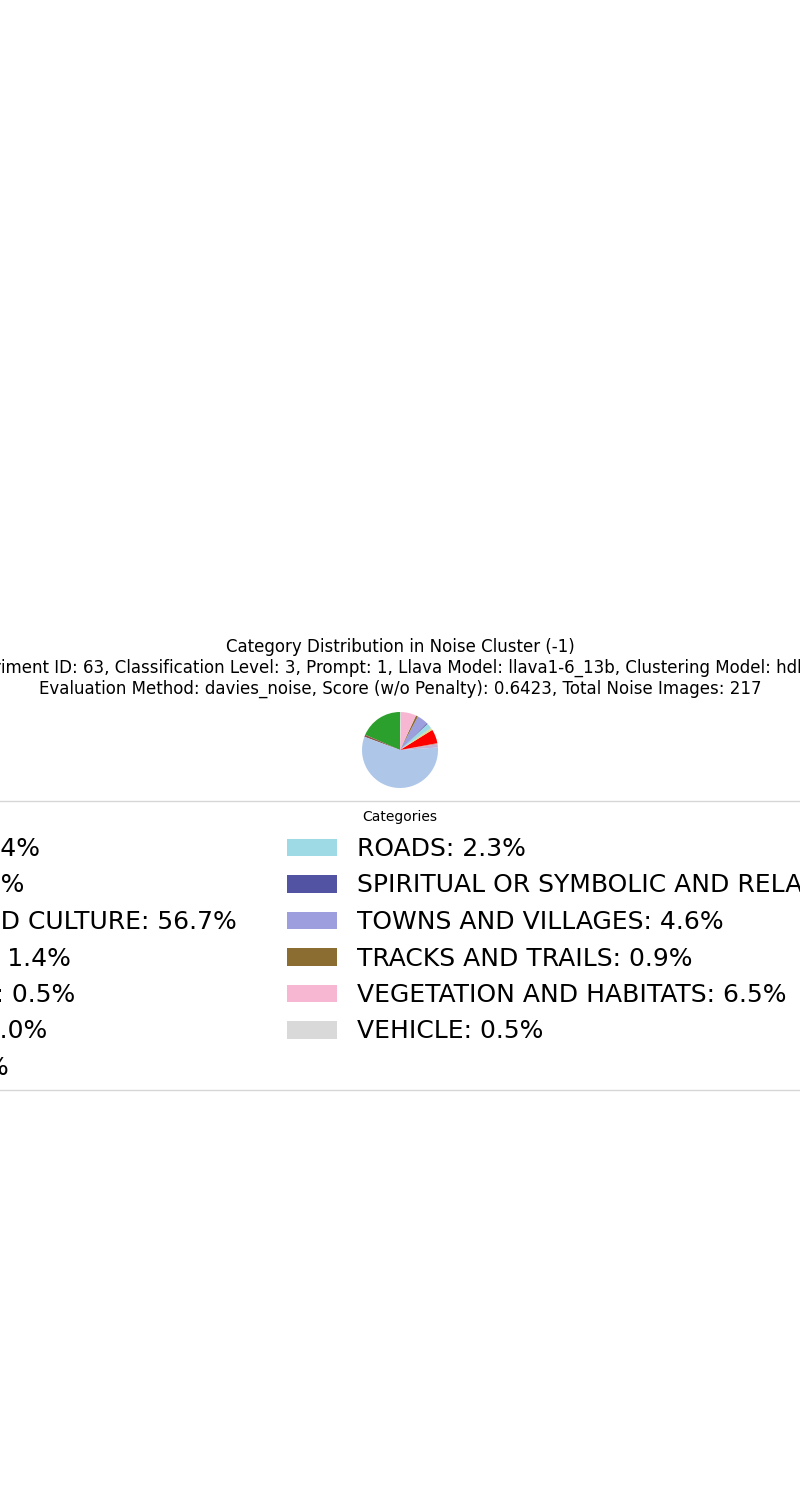 Category Distribution in Noise Cluster (-1)
riment ID: 63, Classification Level: 3, Prompt: 1, Llava Model: llava1-6_13b, Clustering Model: hdb
Evaluation Method: davies_noise, Score (w/o Penalty): 0.6423, Total Noise Images: 217
Categories
4%
%
D CULTURE: 56.7%
1.4%
: 0.5%
.0%
%
ROADS: 2.3%
SPIRITUAL OR SYMBOLIC AND RELA
TOWNS AND VILLAGES: 4.6%
TRACKS AND TRAILS: 0.9%
VEGETATION AND HABITATS: 6.5%
VEHICLE: 0.5%